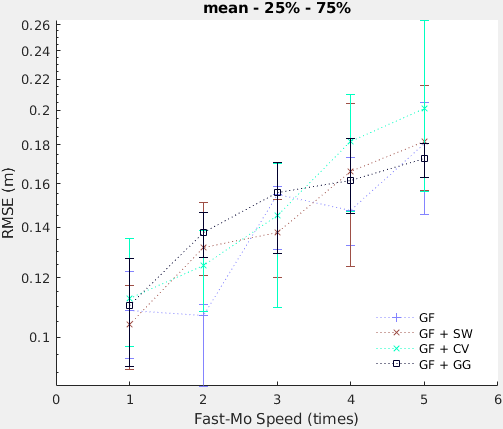 mean - 25% - 75%
RMSE (m)
0.26
0.24
0.22
0.2
0.18
0.16
0.14
0.12
0.1
GF
GF + SW
GF + CV
GF + GG
0 1 2 3 4 5 6
Fast-Mo Speed (times)